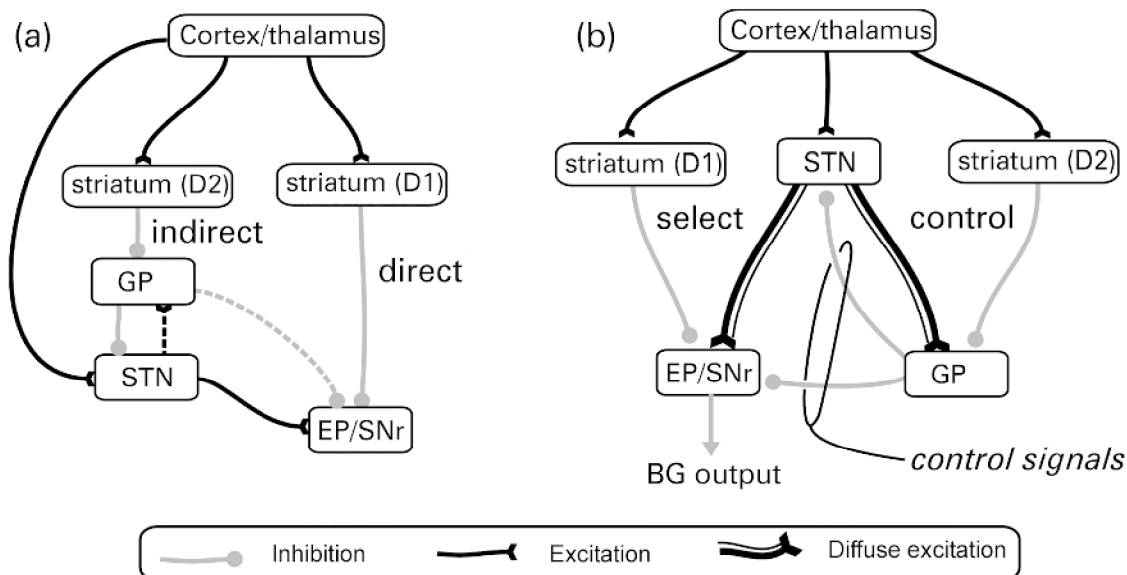 (a)
Cortex/thalamus
striatum (D2)
striatum (D1)
indirect
direct
GP
STN
EP/SNr
(b)
Cortex/thalamus
striatum (D1)
STN
striatum (D2)
select
control
EP/SNr
GP
BG output
control signals
Inhibition
Excitation
Diffuse excitation